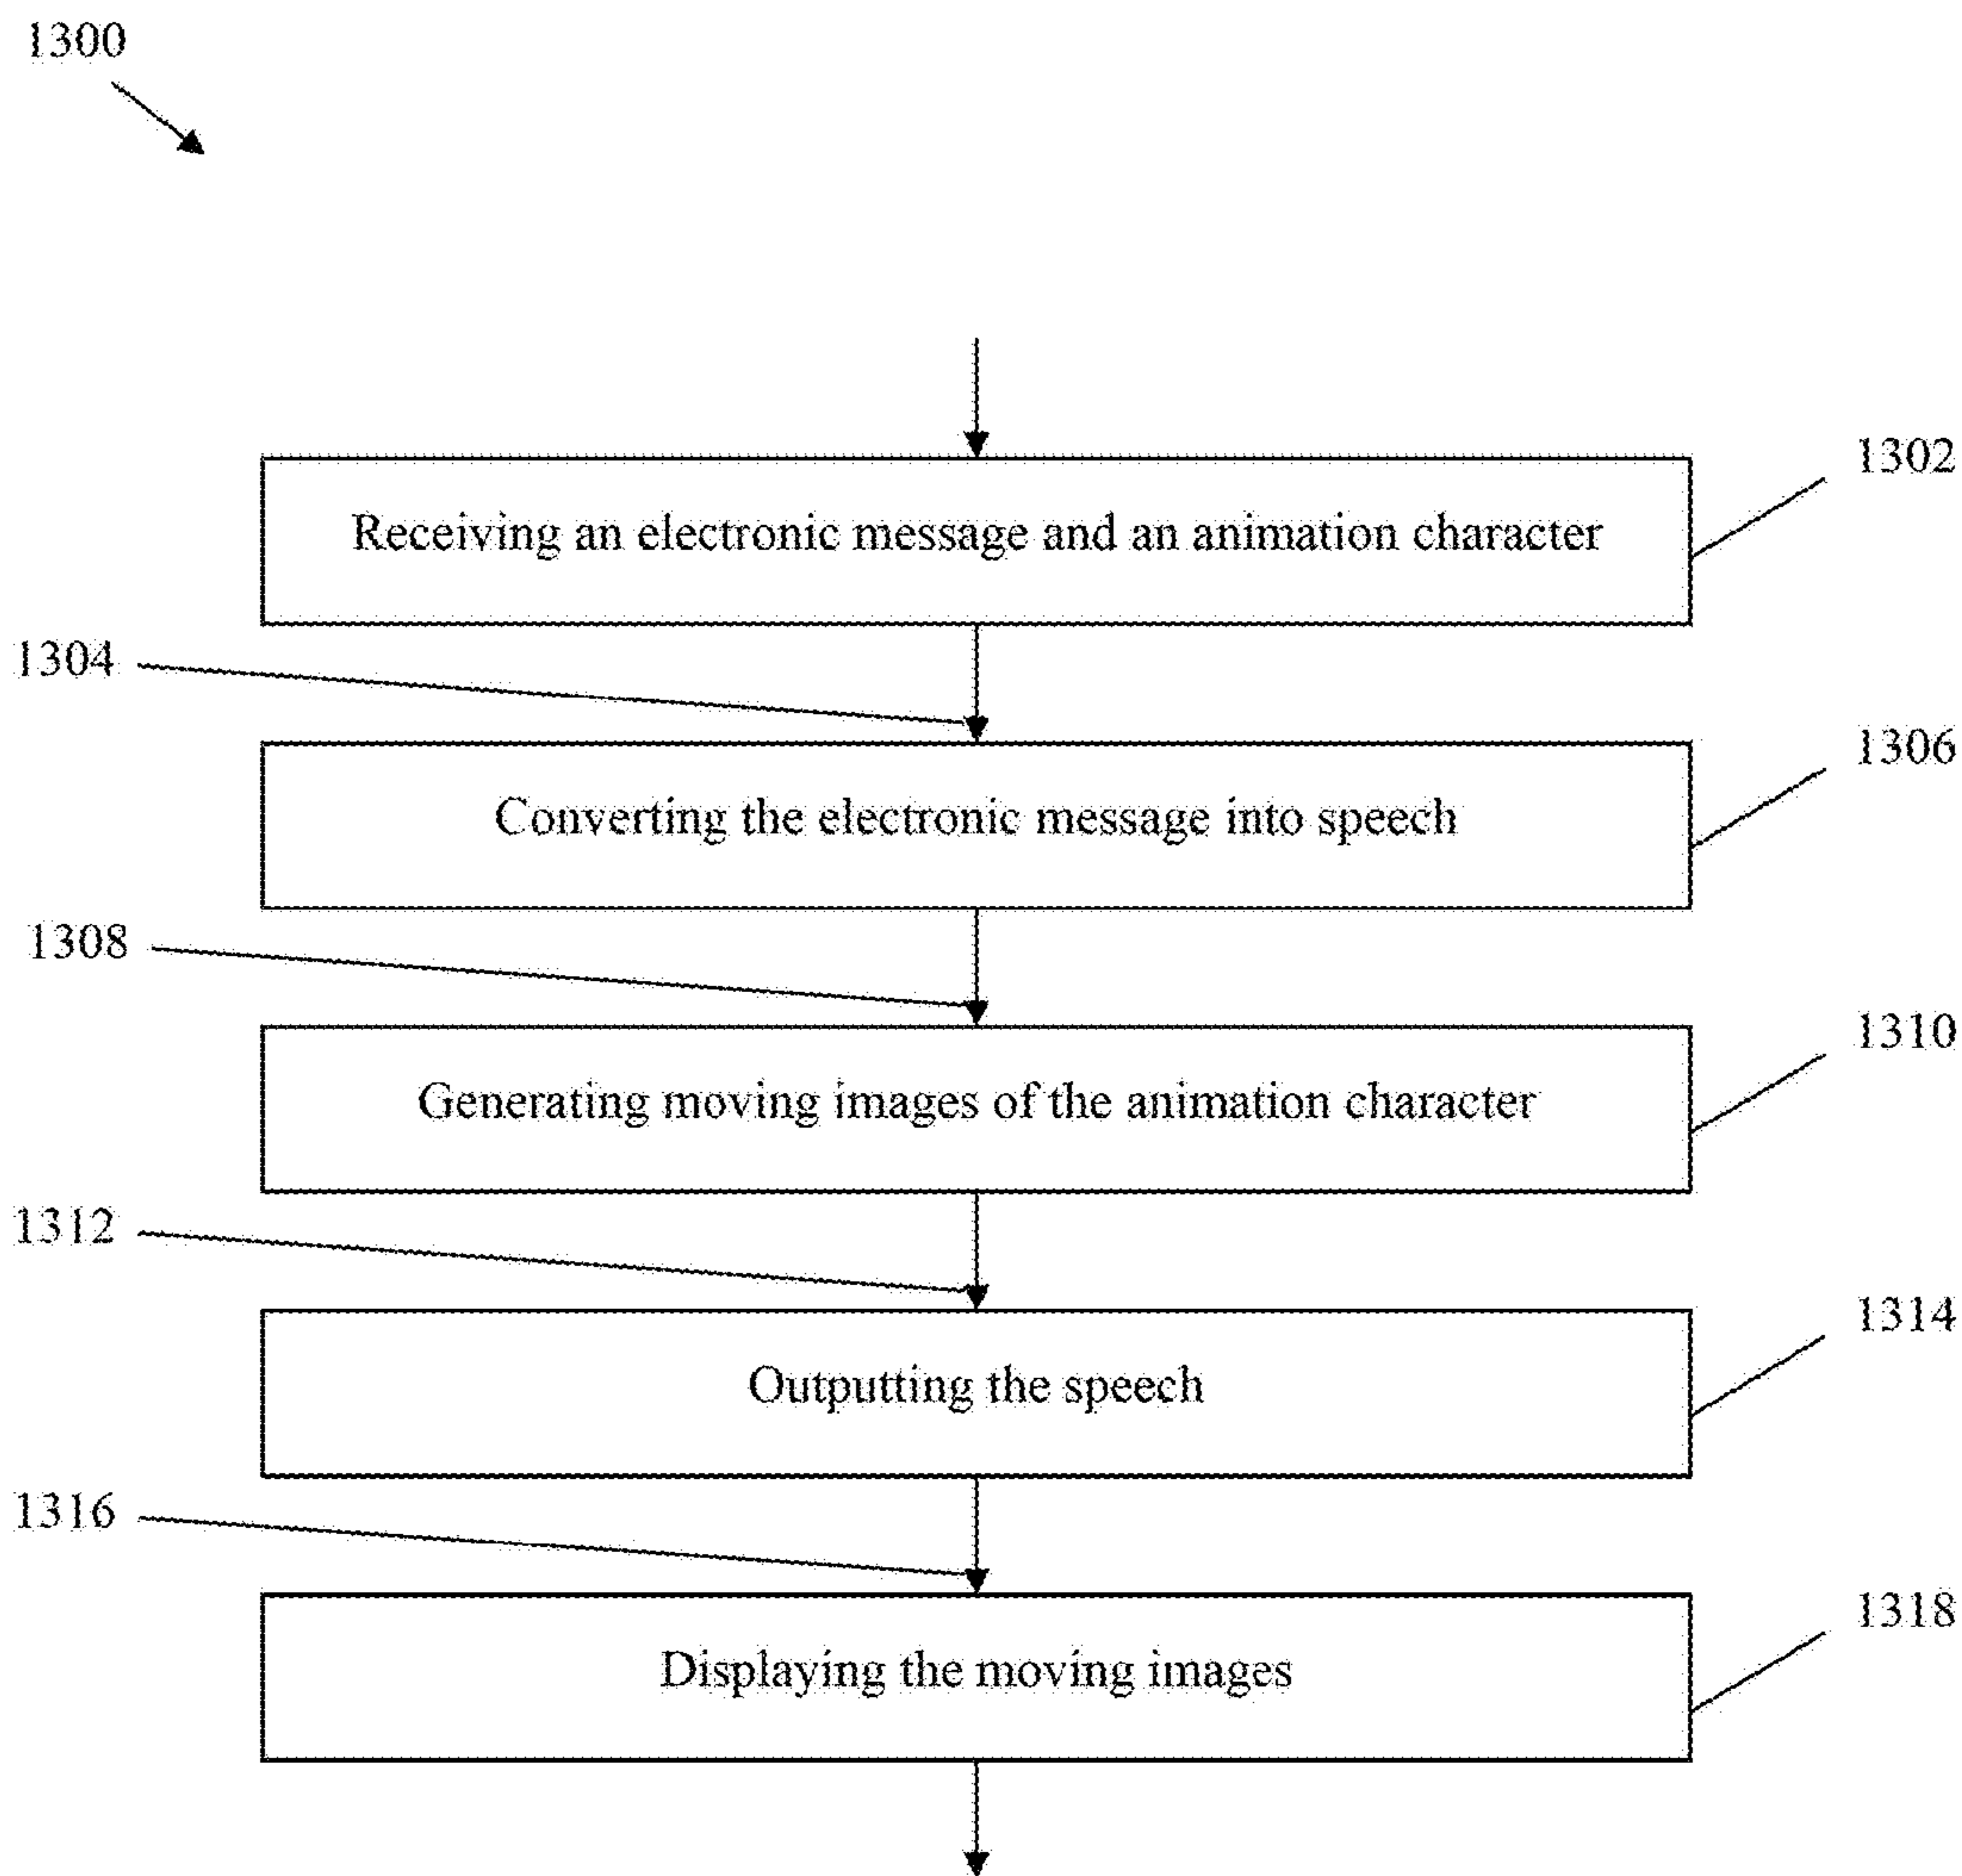 1300
1302
Receiving an electronic message and an animation character
1304
1306
Converting the electronic message into speech
1308
1310
Generating moving images of the animation character
1312
1314
Outputting the speech
1316
1318
Displaying the moving images